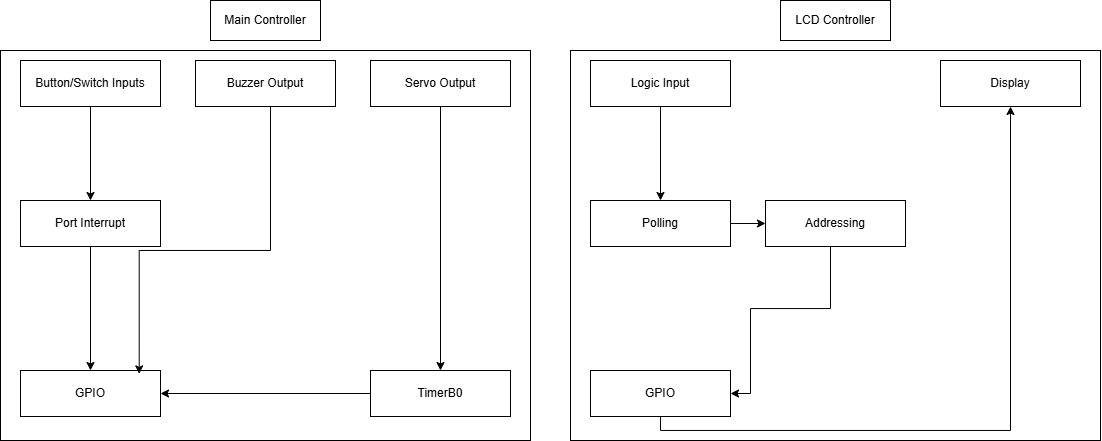 Main Controller
LCD Controller
Button/Switch Inputs
Buzzer Output
Servo Output
Logic Input
Display
Port Interrupt
Polling
Addressing
GPIO
TimerB0
GPIO